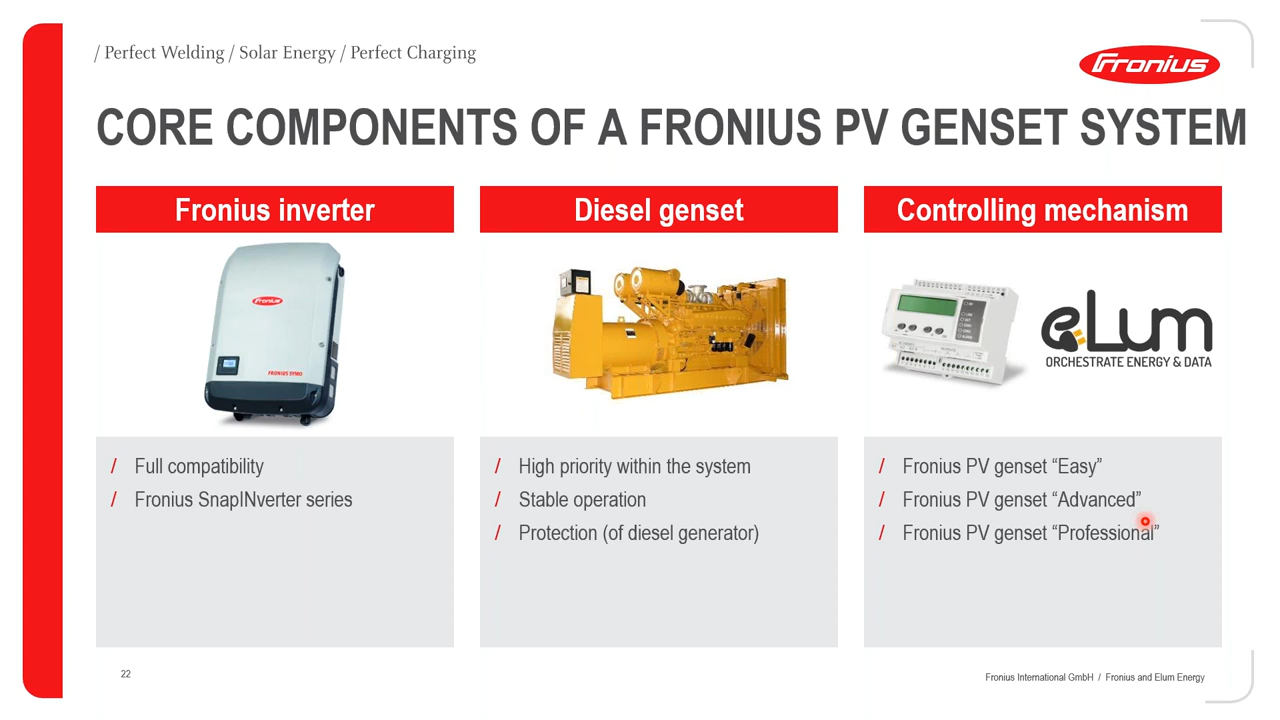 / Perfect Welding / Solar Energy / Perfect Charging
Fronius
CORE COMPONENTS OF A FRONIUS PV GENSET SYSTEM
Fronius inverter
Fronius
FRONIUS SYMO
/ Full compatibility
/ Fronius SnapINverter series
Diesel genset
/ High priority within the system
/ Stable operation
/ Protection (of diesel generator)
Controlling mechanism
eLum
ORCHESTRATE ENERGY & DATA
/ Fronius PV genset “Easy”
/ Fronius PV genset “Advanced”
/ Fronius PV genset “Professional”
22
Fronius International GmbH / Fronius and Elum Energy